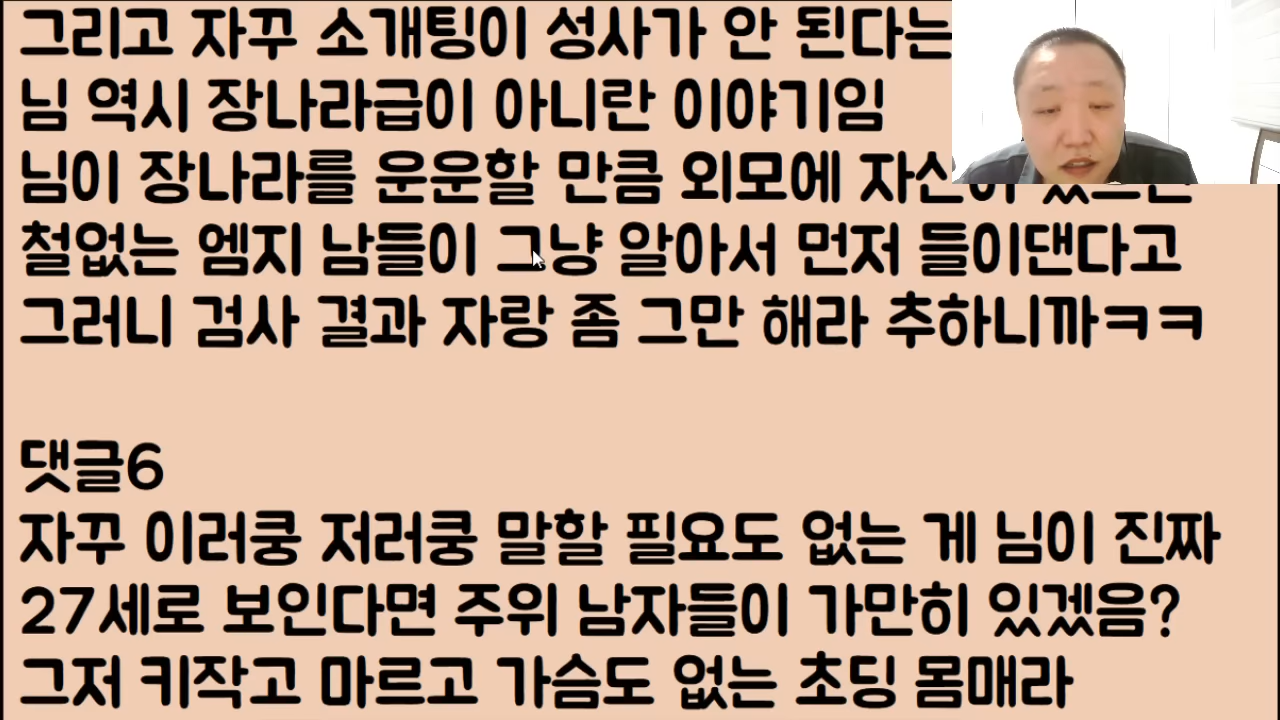 그리고 자꾸 소개팅이 성사가 안 된다는
님 역시 장나라급이 아니란 이야기임
님이 장나라를 운운할 만큼 외모에
철없는 엠지 남들이 그냥 알아서 먼저 들이댄다고
그러니 검사 결과 자랑 좀 그만 해라 추하니까ㅋㅋ
댓글6
자꾸 이러쿵 저러쿵 말할 필요도 없는 게 님이 진짜
27세로 보인다면 주위 남자들이 가만히 있겠음?
그저 키작고 마르고 가슴도 없는 초딩 몸매라